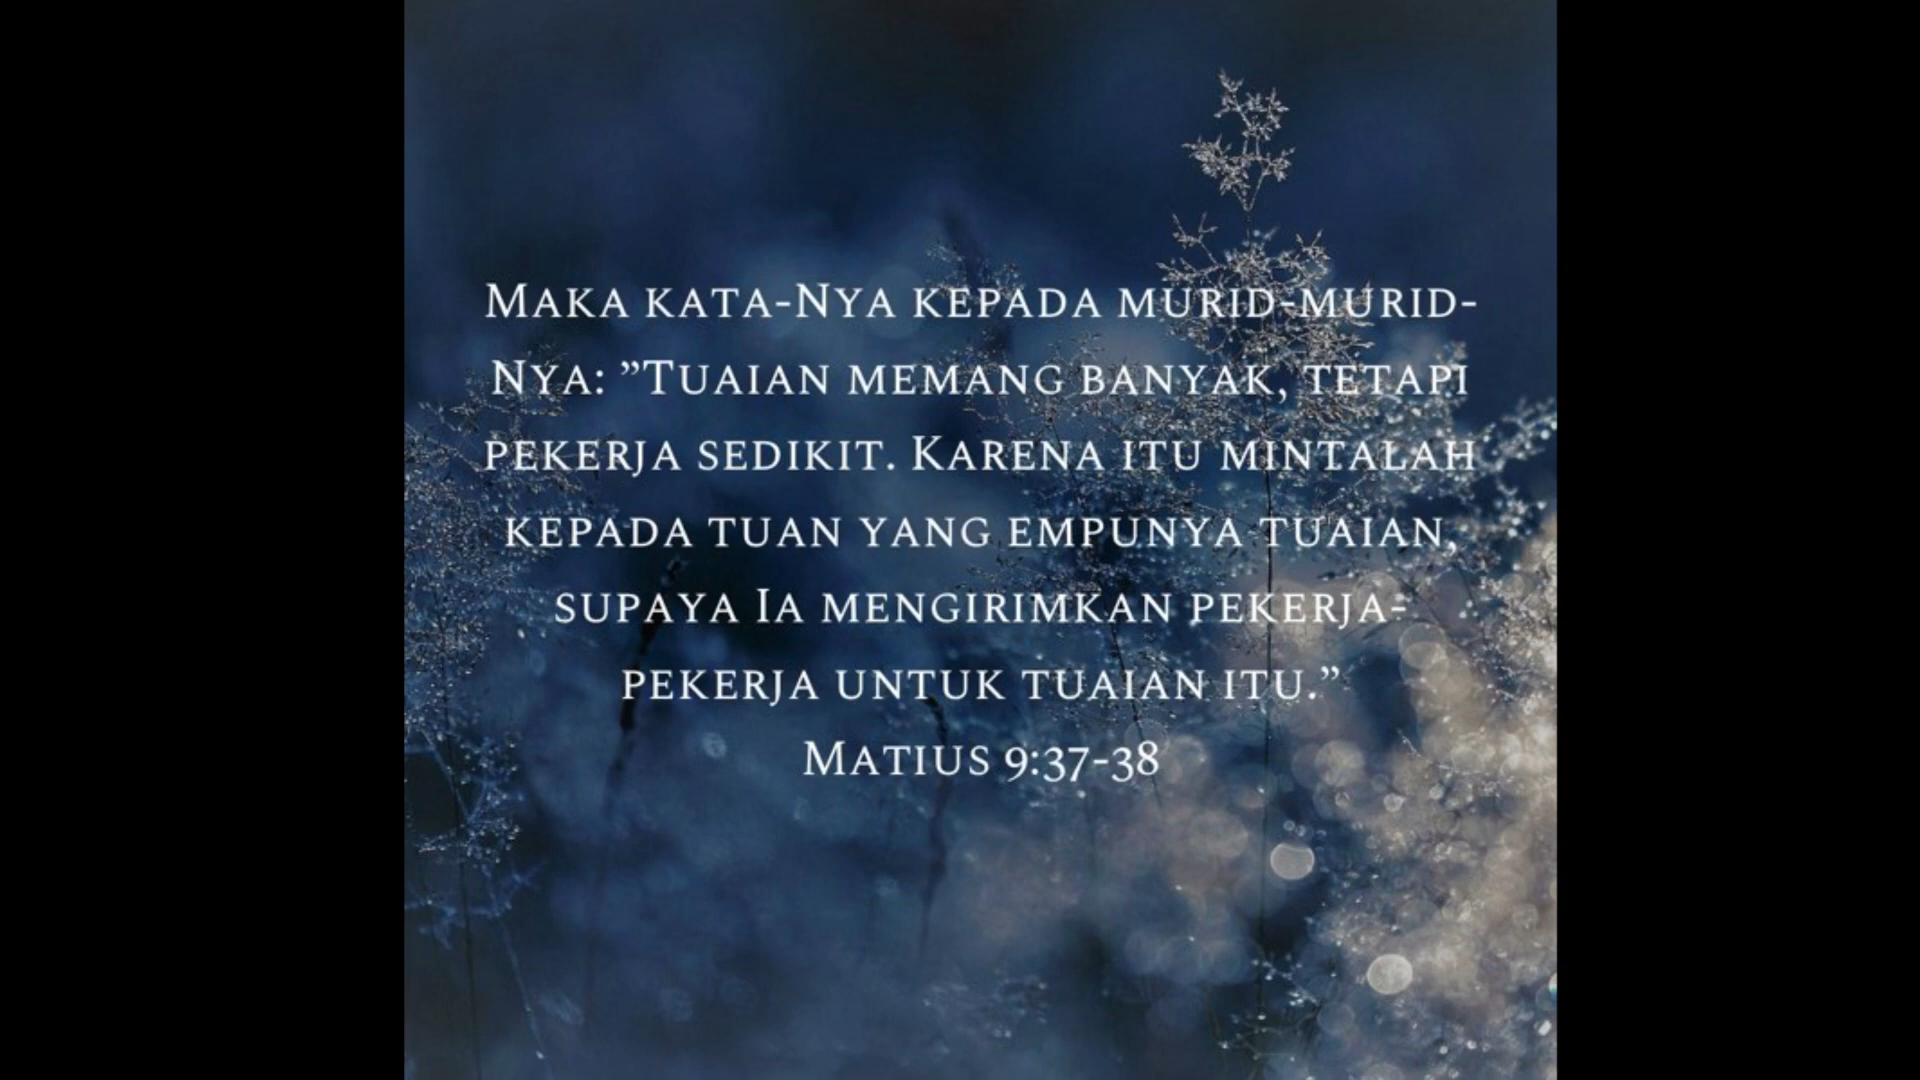 Maka kata-Nya kepada murid-murid-
Nya: ”Tuaian memang banyak, tetapi
pekerja sedikit. Karena itu mintalah
kepada tuan yang empunya tuaian,
supaya Ia mengirimkan pekerja-
pekerja untuk tuaian itu.”
Matius 9:37-38